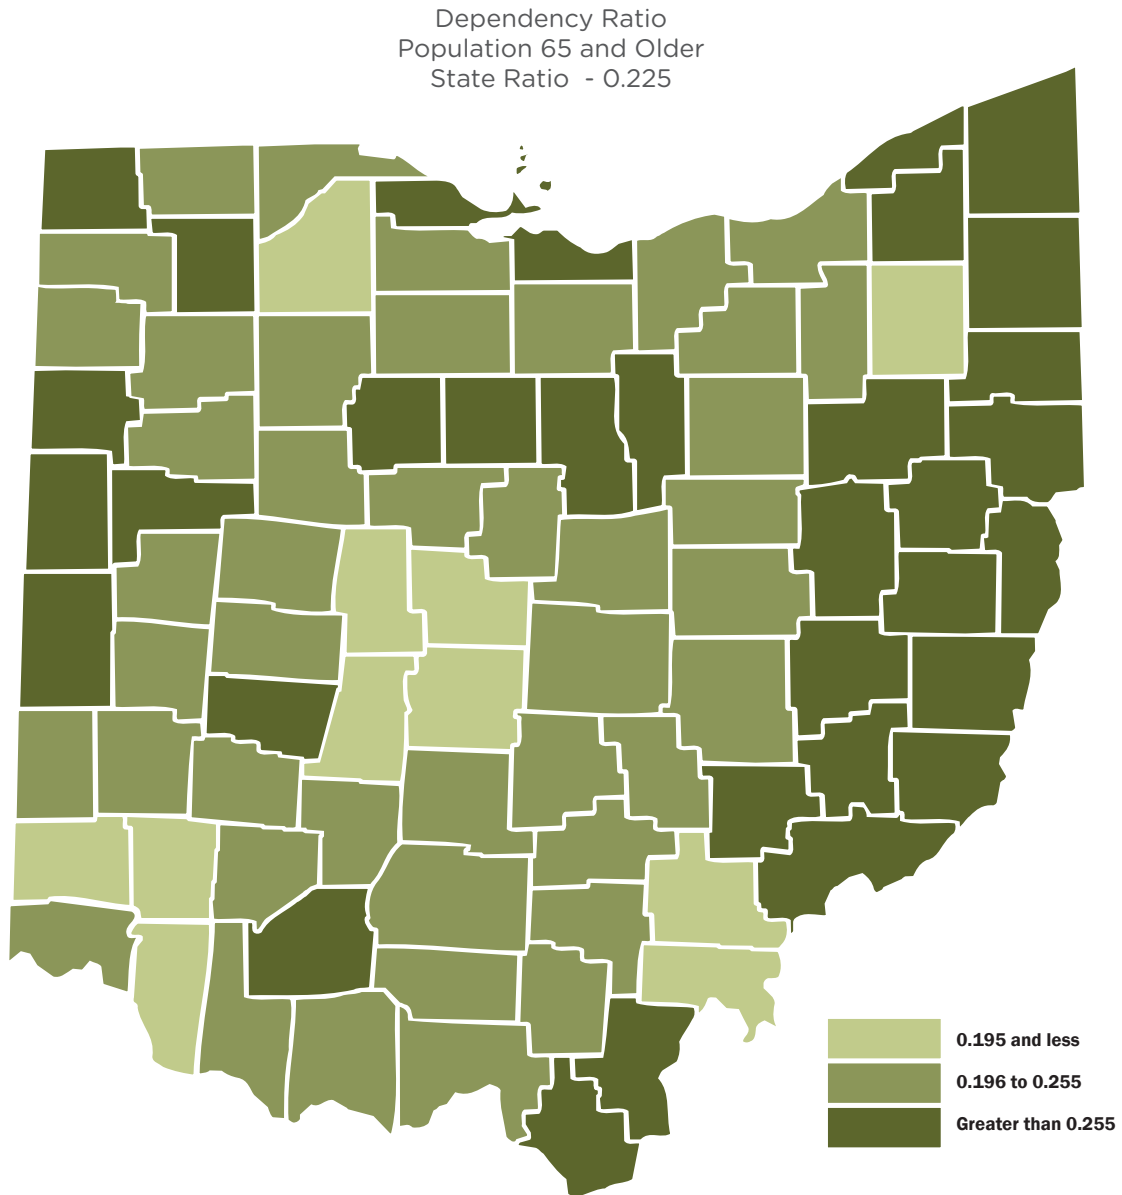 Dependency Ratio
Population 65 and Older
State Ratio - 0.225
0.195 and less
0.196 to 0.255
Greater than 0.255